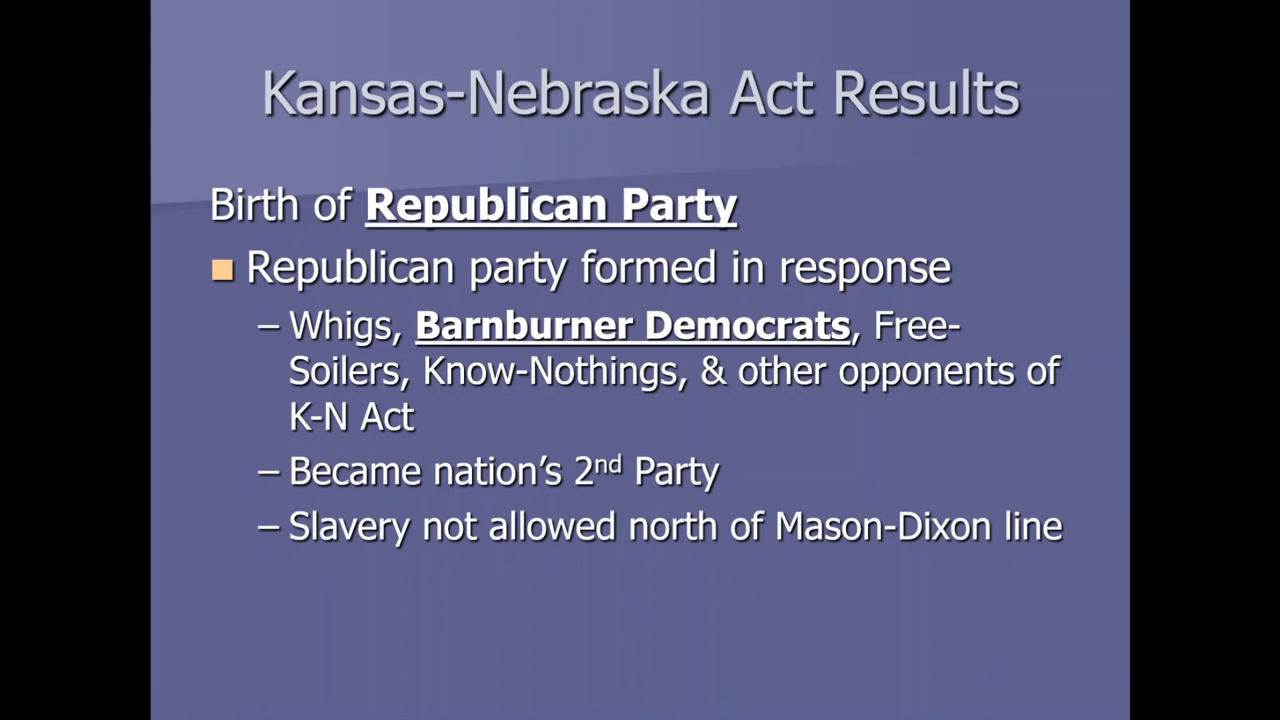 Kansas-Nebraska Act Results
Birth of Republican Party
Republican party formed in response
– Whigs, Barnburner Democrats, Free-
Soilers, Know-Nothings, & other opponents of
K-N Act
– Became nation’s 2nd Party
– Slavery not allowed north of Mason-Dixon line